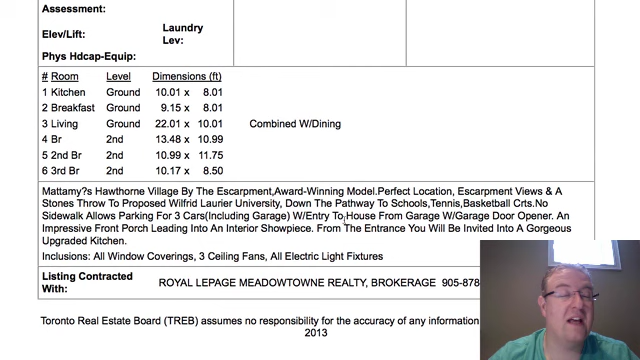 Assessment:
Elev/Lift: Laundry Lev:
Phys Hdcap-Equip:
# Room Level Dimensions (ft)
1 Kitchen Ground 10.01 x 8.01
2 Breakfast Ground 9.15 x 8.01
3 Living Ground 22.01 x 10.01 Combined W/Dining
4 Br 2nd 13.48 x 10.99
5 2nd Br 2nd 10.99 x 11.75
6 3rd Br 2nd 10.17 x 8.50
Mattamy?s Hawthorne Village By The Escarpment,Award-Winning Model.Perfect Location, Escarpment Views & A
Stones Throw To Proposed Wilfrid Laurier University, Down The Pathway To Schools,Tennis,Basketball Crts.No
Sidewalk Allows Parking For 3 Cars(Including Garage) W/Entry To House From Garage W/Garage Door Opener. An
Impressive Front Porch Leading Into An Interior Showpiece. From The Entrance You Will Be Invited Into A Gorgeous
Upgraded Kitchen.
Inclusions: All Window Coverings, 3 Ceiling Fans, All Electric Light Fixtures
Listing Contracted With: ROYAL LEPAGE MEADOWTOWNE REALTY, BROKERAGE 905-878
Toronto Real Estate Board (TREB) assumes no responsibility for the accuracy of any information
2013